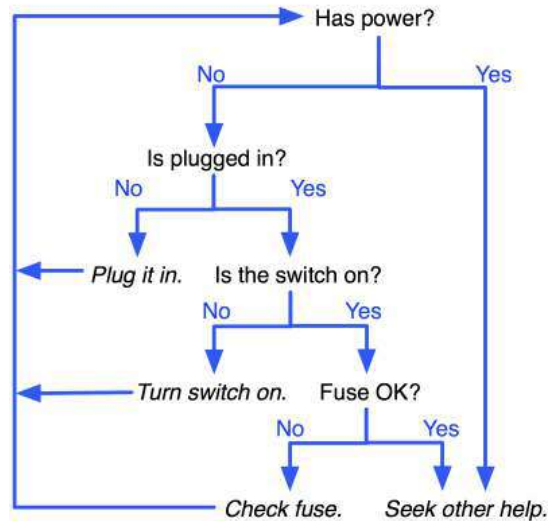 Has power?
No Yes
Is plugged in?
No Yes
Plug it in. Is the switch on?
No Yes
Turn switch on. Fuse OK?
No Yes
Check fuse. Seek other help.